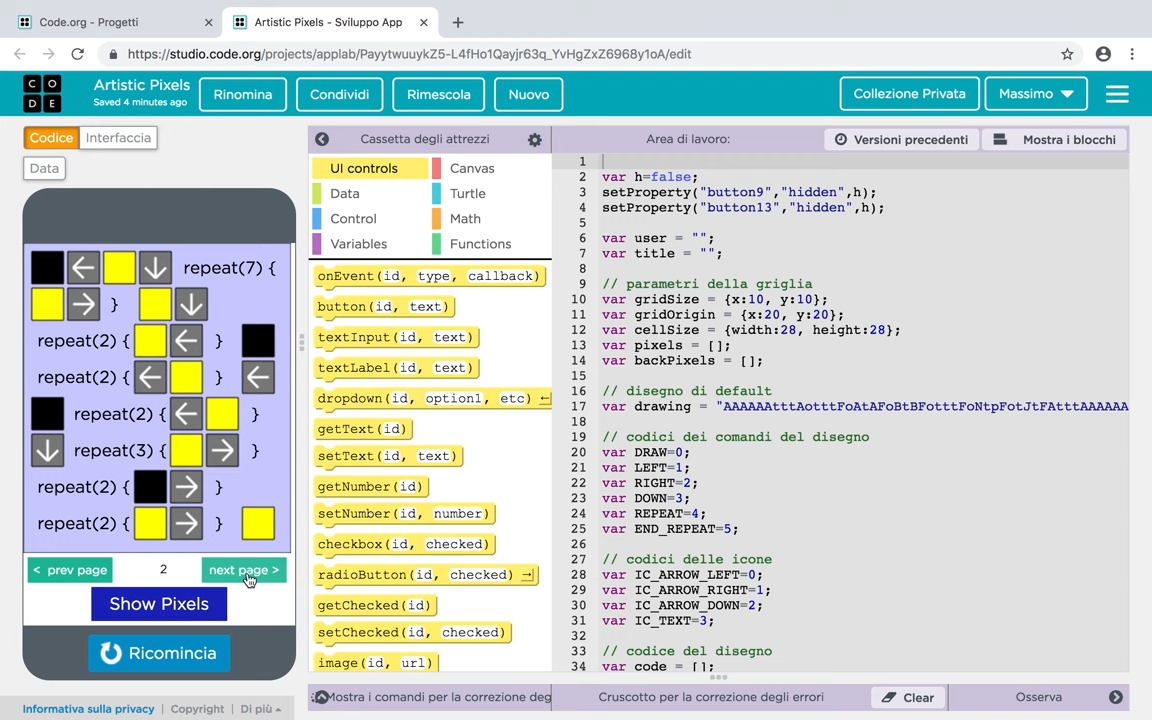 Code.org - Progetti
Artistic Pixels - Sviluppo App
https://studio.code.org/projects/applab/PayytwuuykZ5-L4fHo1Qayjr63q_YvHgZxZ6968y1oA/edit
C O
D E
Artistic Pixels
Saved 4 minutes ago
Rinomina
Condividi
Rimescola
Nuovo
Collezione Privata
Massimo
Codice
Interfaccia
Data
repeat(7) {
}
repeat(2) { }
repeat(2) { }
repeat(2) { }
repeat(3) { }
repeat(2) { }
repeat(2) { }
< prev page
2
next page >
Show Pixels
Ricomincia
Informativa sulla privacy | Copyright | Di più
Cassetta degli attrezzi
UI controls
Canvas
Data
Turtle
Control
Math
Variables
Functions
onEvent(id, type, callback)
button(id, text)
textInput(id, text)
textLabel(id, text)
dropdown(id, option1, etc)
getText(id)
setText(id, text)
getNumber(id)
setNumber(id, number)
checkbox(id, checked)
radioButton(id, checked)
getChecked(id)
setChecked(id, checked)
image(id, url)
Mostra i comandi per la correzione deg
Area di lavoro:
Versioni precedenti
Mostra i blocchi
1
2 var h=false;
3 setProperty("button9","hidden",h);
4 setProperty("button13","hidden",h);
5
6 var user = "";
7 var title = "";
8
9 // parametri della griglia
10 var gridSize = {x:10, y:10};
11 var gridOrigin = {x:20, y:20};
12 var cellSize = {width:28, height:28};
13 var pixels = [];
14 var backPixels = [];
15
16 // disegno di default
17 var drawing = "AAAAAAtttAotttFoAtAFoBtBFotttFoNtpFotJtFAtttAAAAAA
18
19 // codici dei comandi del disegno
20 var DRAW=0;
21 var LEFT=1;
22 var RIGHT=2;
23 var DOWN=3;
24 var REPEAT=4;
25 var END_REPEAT=5;
26
27 // codici delle icone
28 var IC_ARROW_LEFT=0;
29 var IC_ARROW_RIGHT=1;
30 var IC_ARROW_DOWN=2;
31 var IC_TEXT=3;
32
33 // codice del disegno
34 var code = [];
Cruscotto per la correzione degli errori
Clear
Osserva